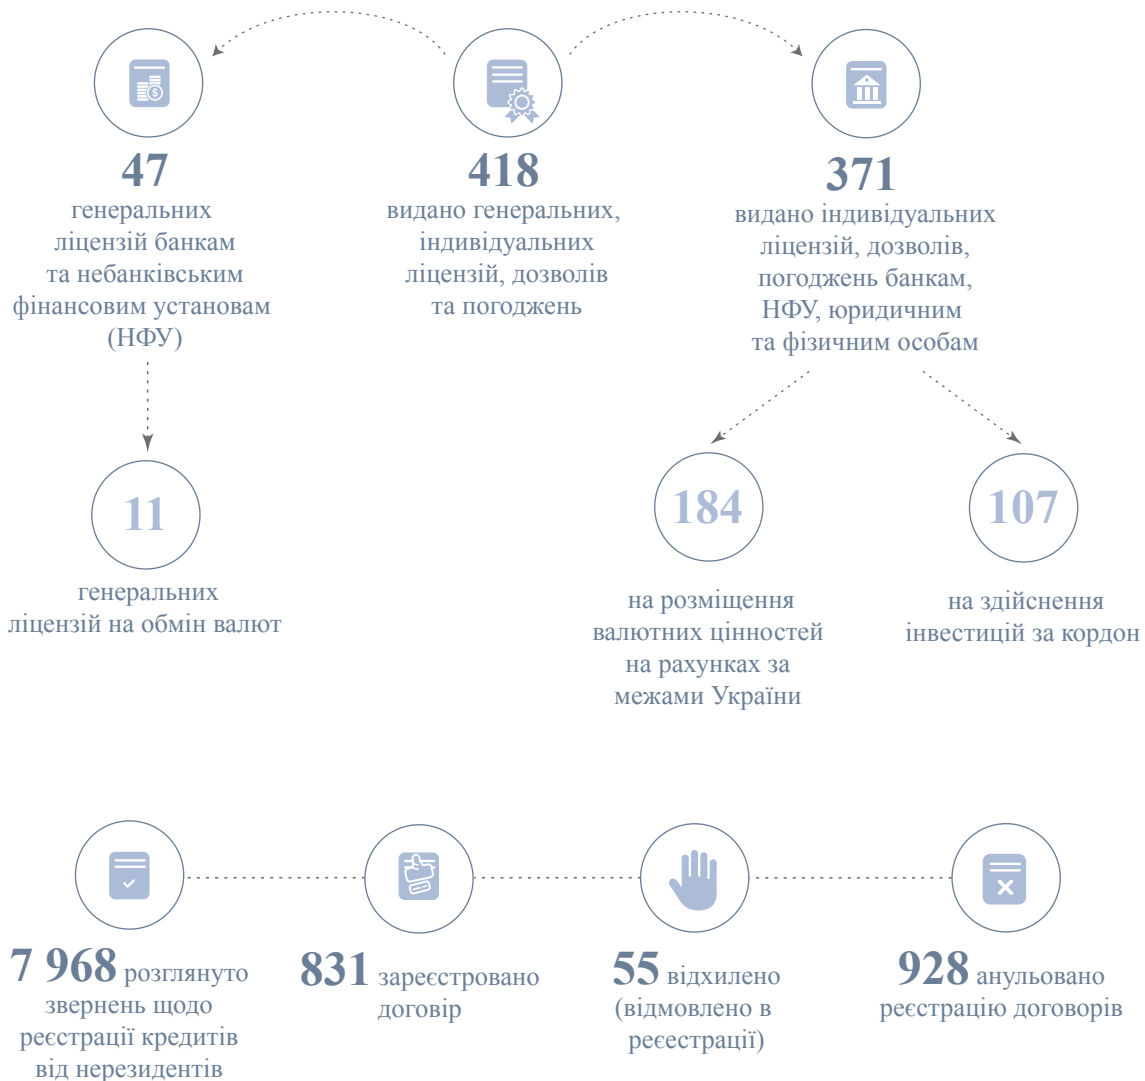 47
генеральних
ліцензій банкам
та небанківським
фінансовим установам
(НФУ)
418
видано генеральних,
індивідуальних
ліцензій, дозволів
та погоджень
371
видано індивідуальних
ліцензій, дозволів,
погоджень банкам,
НФУ, юридичним
та фізичним особам
11
генеральних
ліцензій на обмін валют
184
на розміщення
валютних цінностей
на рахунках за
межами України
107
на здійснення
інвестицій за кордон
7 968 розглянуто
звернень щодо
реєстрації кредитів
від нерезидентів
831 зареєстровано
договір
55 відхилено
(відмовлено в
реєестрації)
928 анульовано
реєстрацію договорів